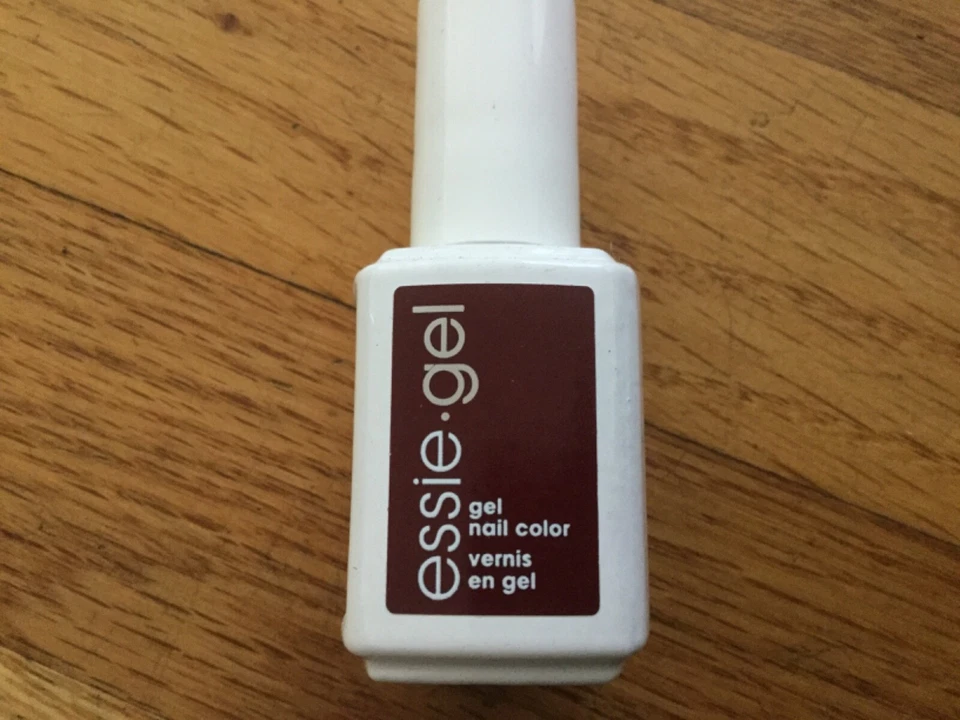 essie·gel
gel
nail color
vernis
en gel